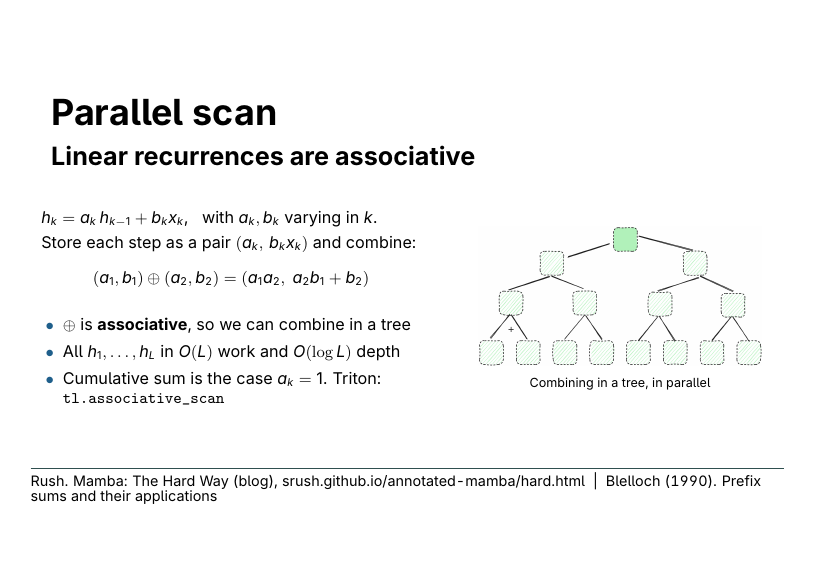 Parallel scan
Linear recurrences are associative
hₖ = aₖ hₖ₋₁ + bₖxₖ, with aₖ, bₖ varying in k.
Store each step as a pair (aₖ, bₖxₖ) and combine:
(a₁, b₁) ⊕ (a₂, b₂) = (a₁a₂, a₂b₁ + b₂)
• ⊕ is associative, so we can combine in a tree
• All h₁, . . . , h_L in O(L) work and O(log L) depth
• Cumulative sum is the case aₖ = 1. Triton:
tl.associative_scan
+
Combining in a tree, in parallel
Rush. Mamba: The Hard Way (blog), srush.github.io/annotated-mamba/hard.html | Blelloch (1990). Prefix
sums and their applications